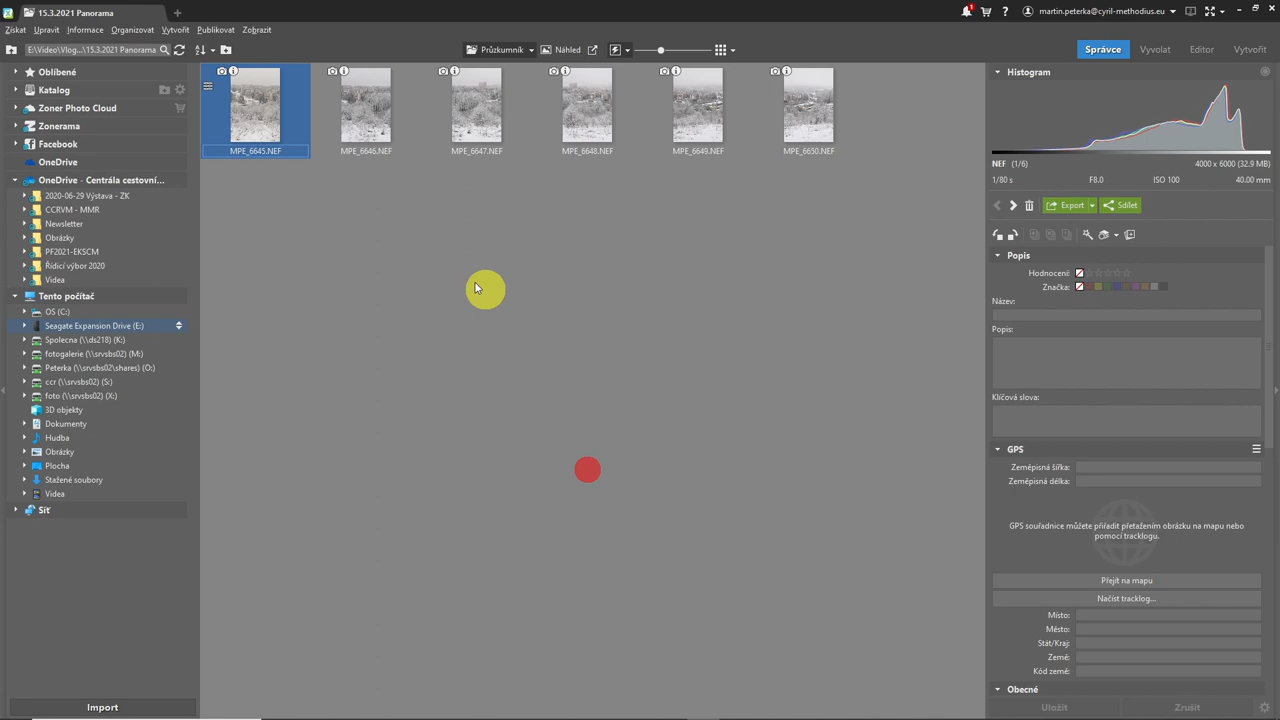 15.3.2021 Panorama
martin.peterka@cyril-methodius.eu
Získat Upravit Informace Organizovat Vytvořit Publikovat Zobrazit
E:\Video\Vlog...\15.3.2021 Panorama
Průzkumník Náhled
Správce Vyvolat Editor Vytvořit
Oblíbené
Katalog
Zoner Photo Cloud
Zonerama
Facebook
OneDrive
OneDrive - Centrála cestovní...
2020-06-29 Výstava - ZK
CCRVM - MMR
Newsletter
Obrázky
PF2021-EKSCM
Řídicí výbor 2020
Videa
Tento počítač
OS (C:)
Seagate Expansion Drive (E:)
Spolecna (\\ds218) (K:)
fotogalerie (\\srvsbs02) (M:)
Peterka (\\srvsbs02\shares) (O:)
ccr (\\srvsbs02) (S:)
foto (\\srvsbs02) (X:)
3D objekty
Dokumenty
Hudba
Obrázky
Plocha
Stažené soubory
Videa
Síť
Import
MPE_6645.NEF MPE_6646.NEF MPE_6647.NEF MPE_6648.NEF MPE_6649.NEF MPE_6650.NEF
Histogram
NEF (1/6) 4000 x 6000 (32.9 MB)
1/80 s F8.0 ISO 100 40.00 mm
Export Sdílet
Popis
Hodnocení:
Značka:
Název:
Popis:
Klíčová slova:
GPS
Zeměpisná šířka:
Zeměpisná délka:
GPS souřadnice můžete přiřadit přetažením obrázku na mapu nebo
pomocí tracklogu.
Přejít na mapu
Načíst tracklog...
Místo:
Město:
Stát/Kraj:
Země:
Kód země:
Obecné
Uložit Zrušit